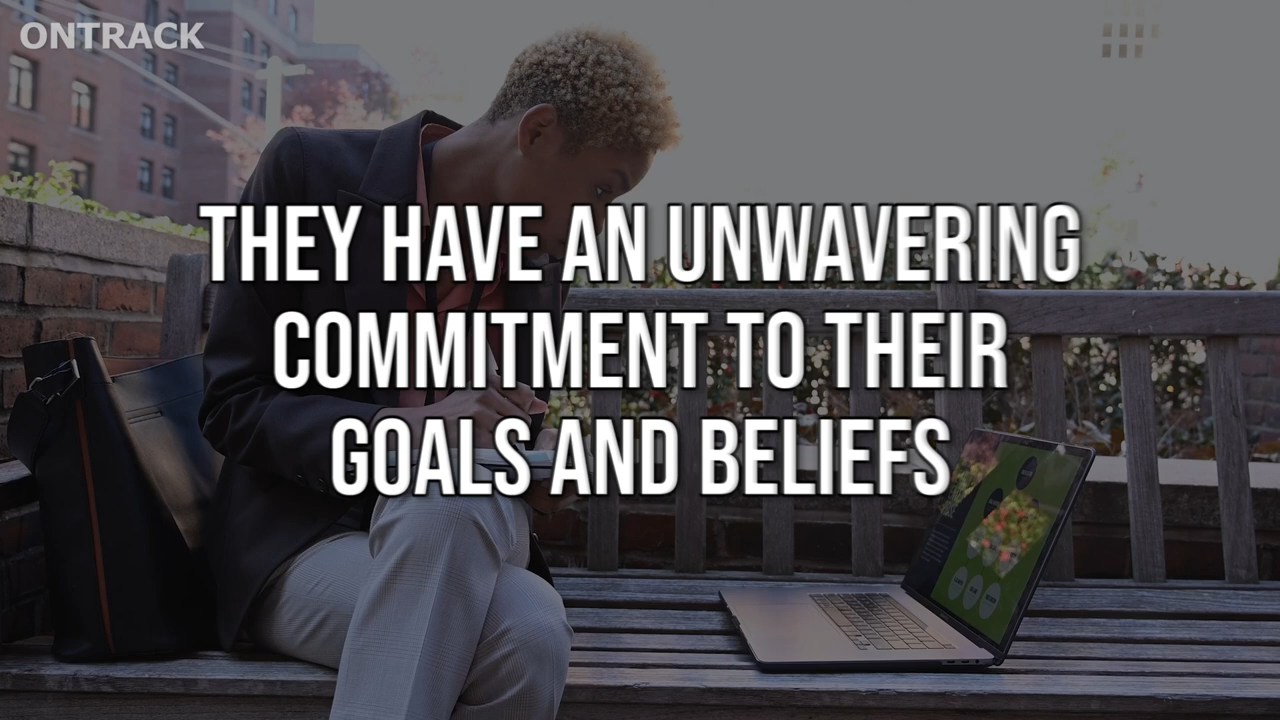 ONTRACK
THEY HAVE AN UNWAVERING
COMMITMENT TO THEIR
GOALS AND BELIEFS